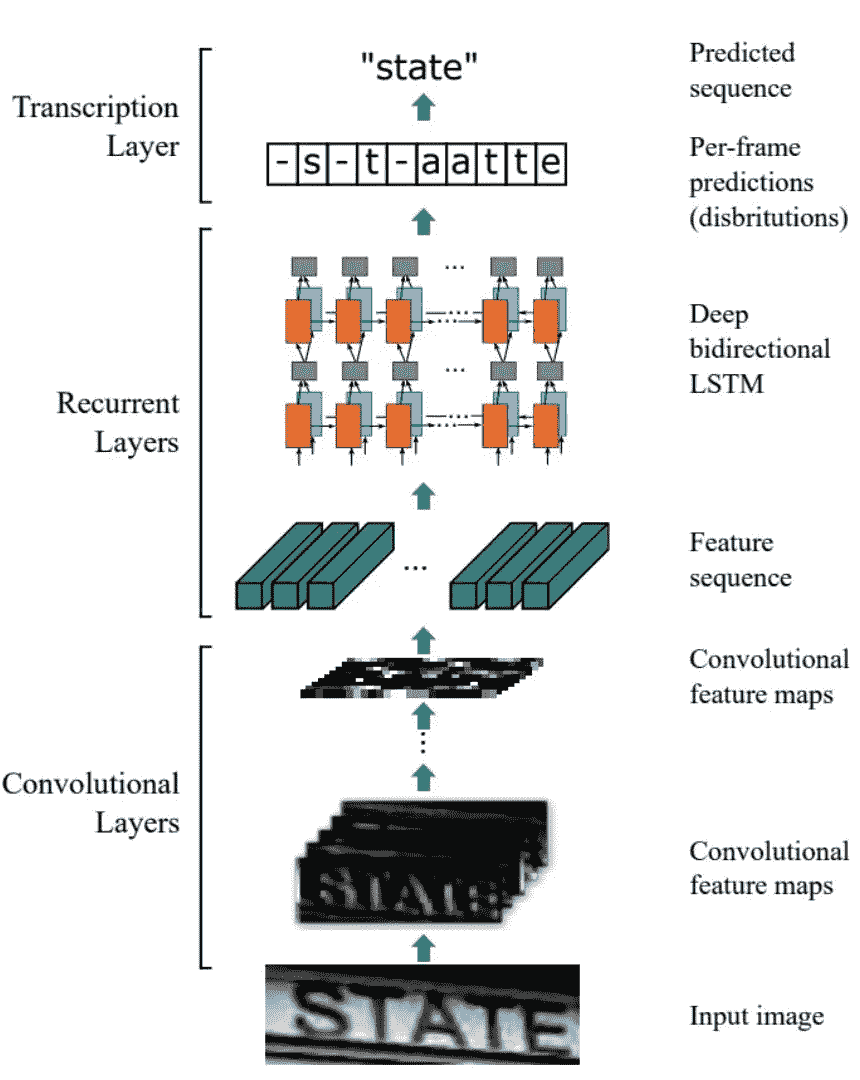 "state"
Predicted
sequence
Transcription
Layer
-s-t-aatte
Per-frame
predictions
(disbritutions)
Deep
bidirectional
LSTM
Recurrent
Layers
Feature
sequence
Convolutional
feature maps
Convolutional
Layers
STATE
Convolutional
feature maps
STATE
Input image